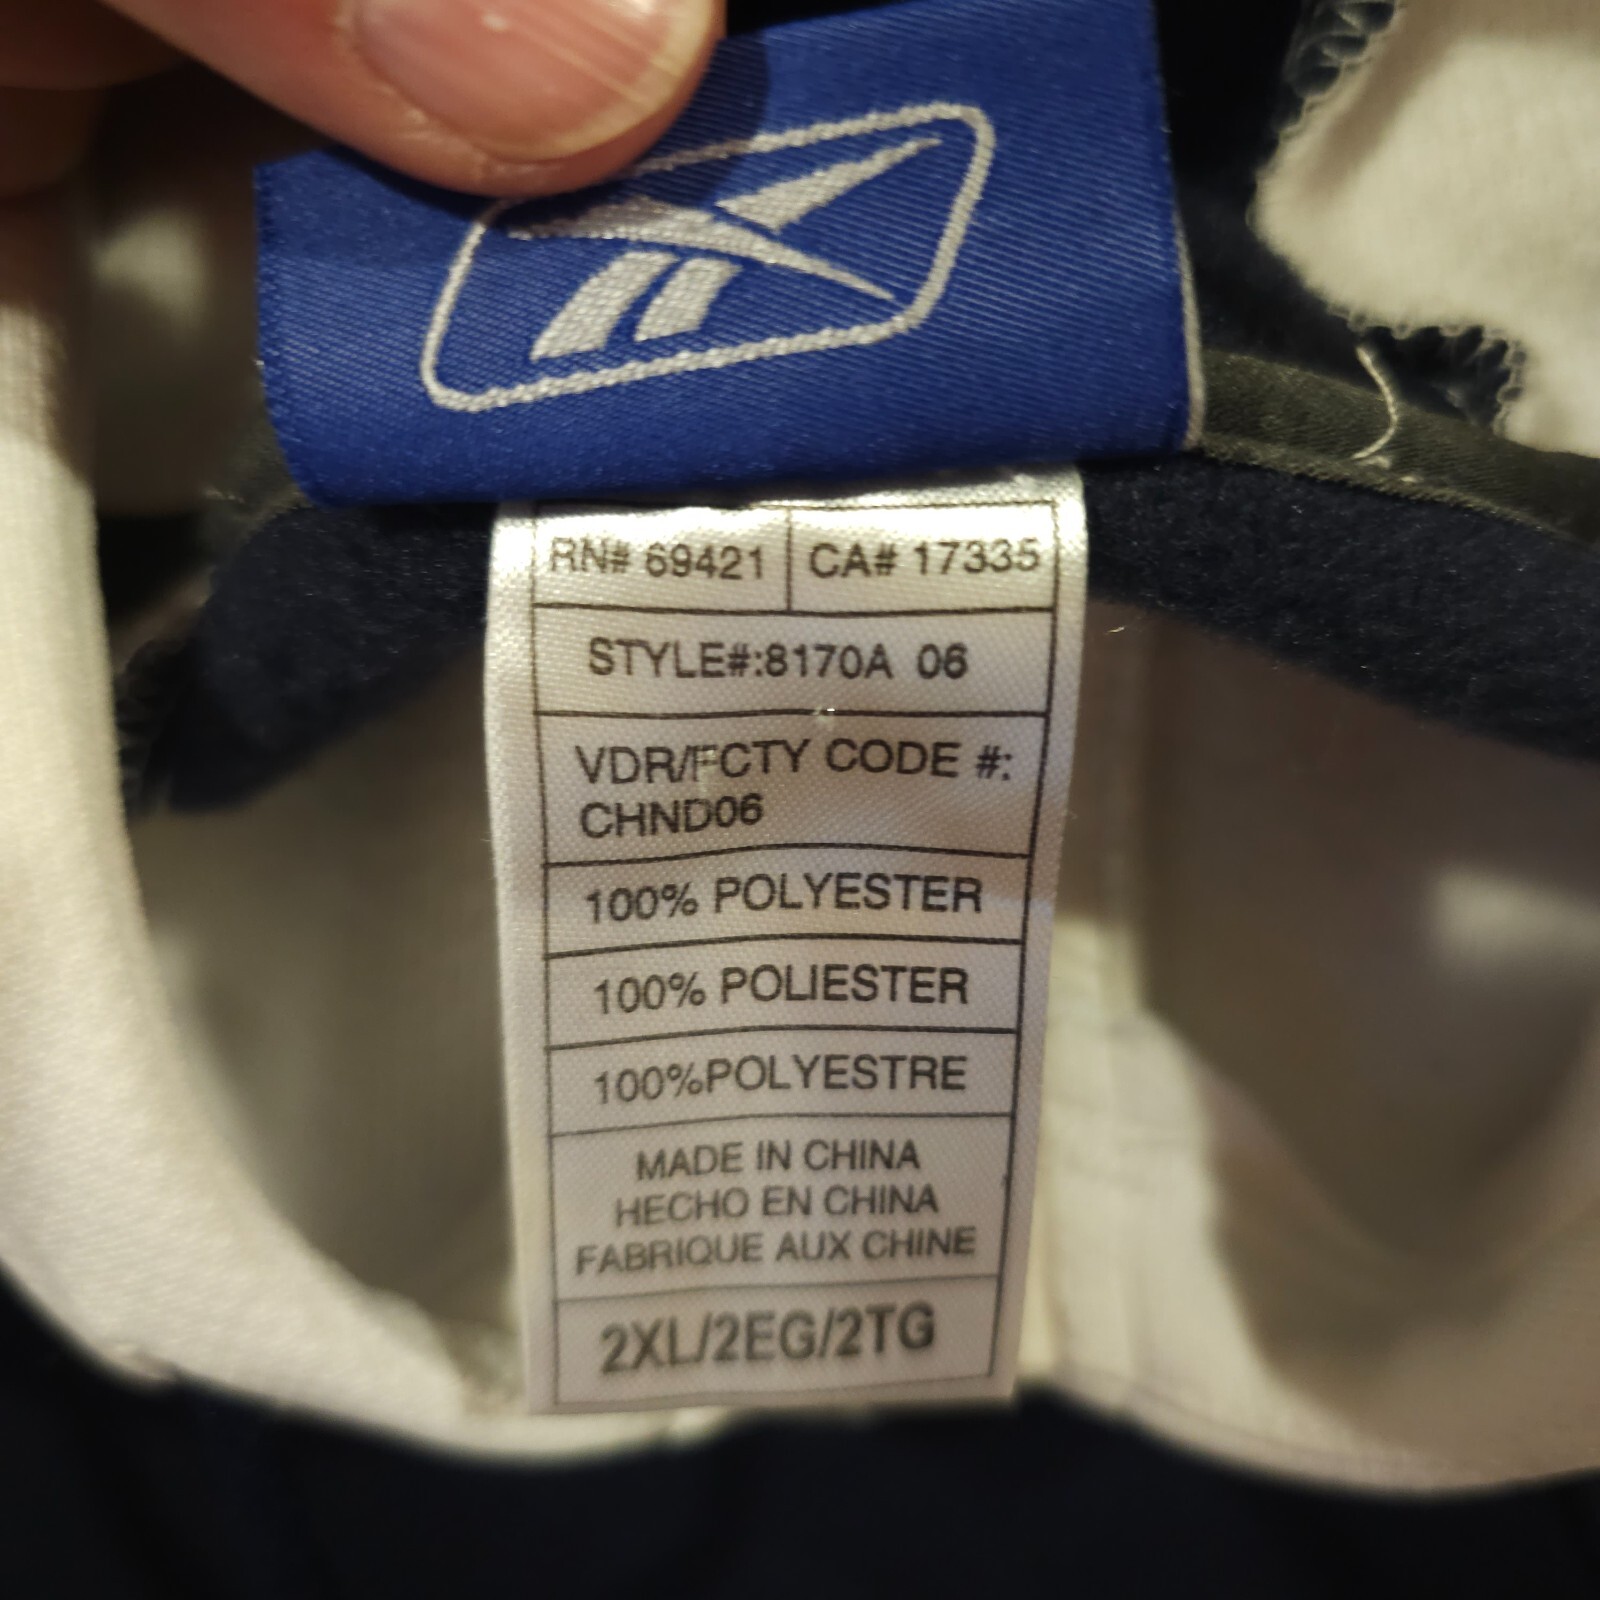 RN# 69421 CA# 17335
STYLE#:8170A 06
VDR/FCTY CODE #:
CHND06
100% POLYESTER
100% POLIESTER
100%POLYESTRE
MADE IN CHINA
HECHO EN CHINA
FABRIQUE AUX CHINE
2XL/2EG/2TG